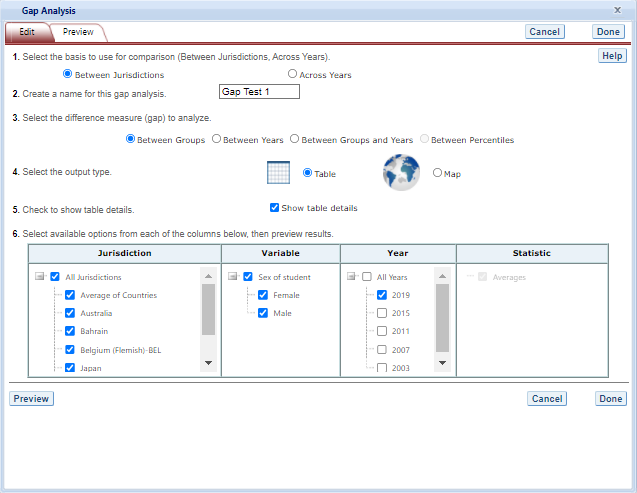 Gap Analysis x
Edit Preview Cancel Done
1. Select the basis to use for comparison (Between Jurisdictions, Across Years). Help
Between Jurisdictions Across Years
2. Create a name for this gap analysis. Gap Test 1
3. Select the difference measure (gap) to analyze.
Between Groups Between Years Between Groups and Years Between Percentiles
4. Select the output type. Table Map
5. Check to show table details. Show table details
6. Select available options from each of the columns below, then preview results.
Jurisdiction Variable Year Statistic
All Jurisdictions Sex of student All Years Averages
Average of Countries Female 2019
Australia Male 2015
Bahrain 2011
Belgium (Flemish)-BEL 2007
Japan 2003
Preview Cancel Done